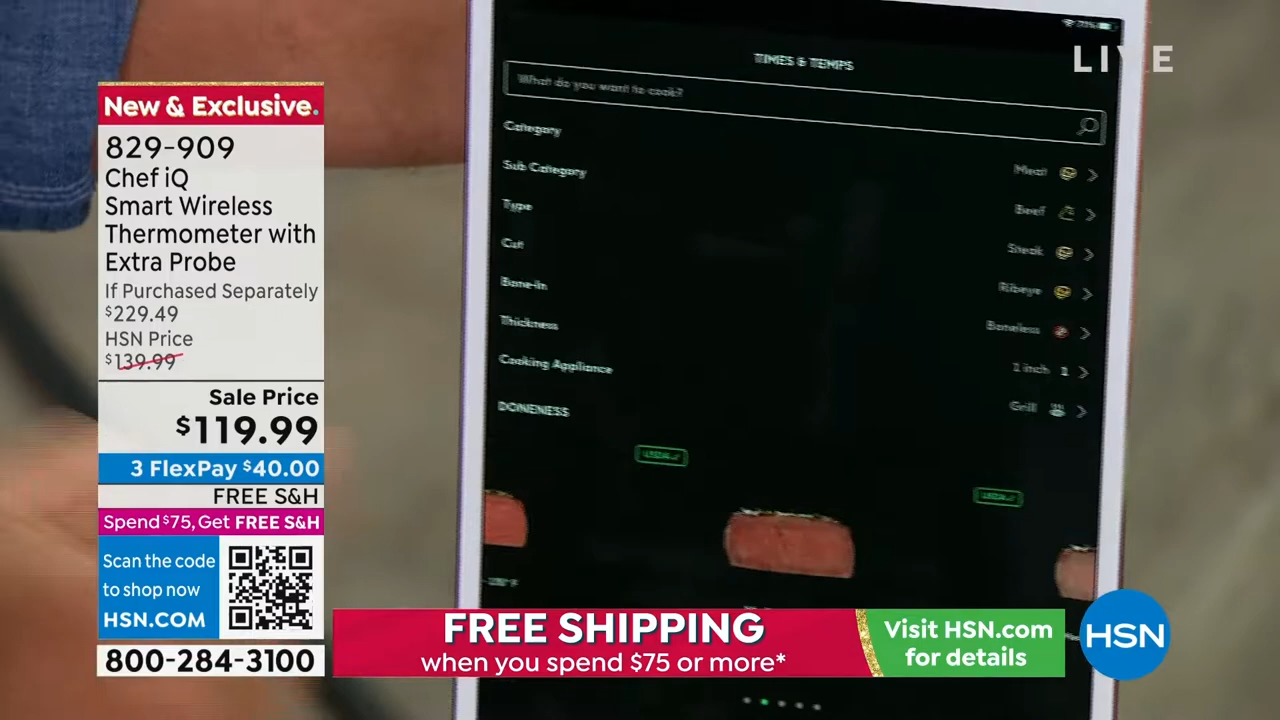 New & Exclusive.
829-909
Chef iQ
Smart Wireless
Thermometer with
Extra Probe
If Purchased Separately
$229.49
HSN Price
$139.99
Sale Price
$119.99
3 FlexPay $40.00
FREE S&H
Spend $75, Get FREE S&H
Scan the code
to shop now
HSN.COM
800-284-3100
LIVE
TIMES & TEMPS
What do you want to cook?
Category
Meat
Sub Category
Beef
Type
Steak
Cut
Ribeye
Bone-In
Boneless
Thickness
1 inch 1
Cooking Appliance
Grill
DONENESS
USDA ✓
USDA ✓
FREE SHIPPING
when you spend $75 or more*
Visit HSN.com
for details
HSN